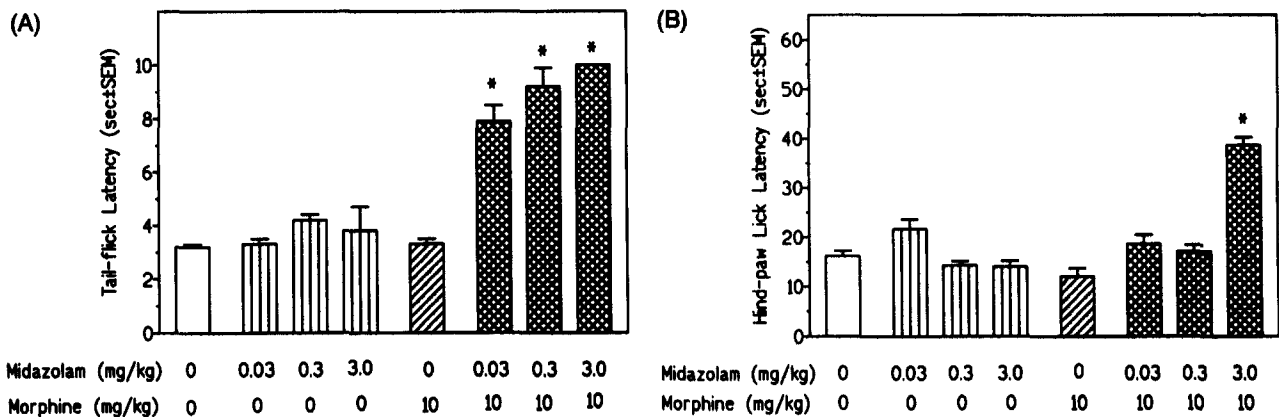 (A)
Tail-flick Latency (sec±SEM)
10
8
6
4
2
0
*
*
*
Midazolam (mg/kg) 0 0.03 0.3 3.0 0 0.03 0.3 3.0
Morphine (mg/kg) 0 0 0 0 10 10 10 10
(B)
Hind-paw Lick Latency (sec±SEM)
60
50
40
30
20
10
0
*
Midazolam (mg/kg) 0 0.03 0.3 3.0 0 0.03 0.3 3.0
Morphine (mg/kg) 0 0 0 0 10 10 10 10